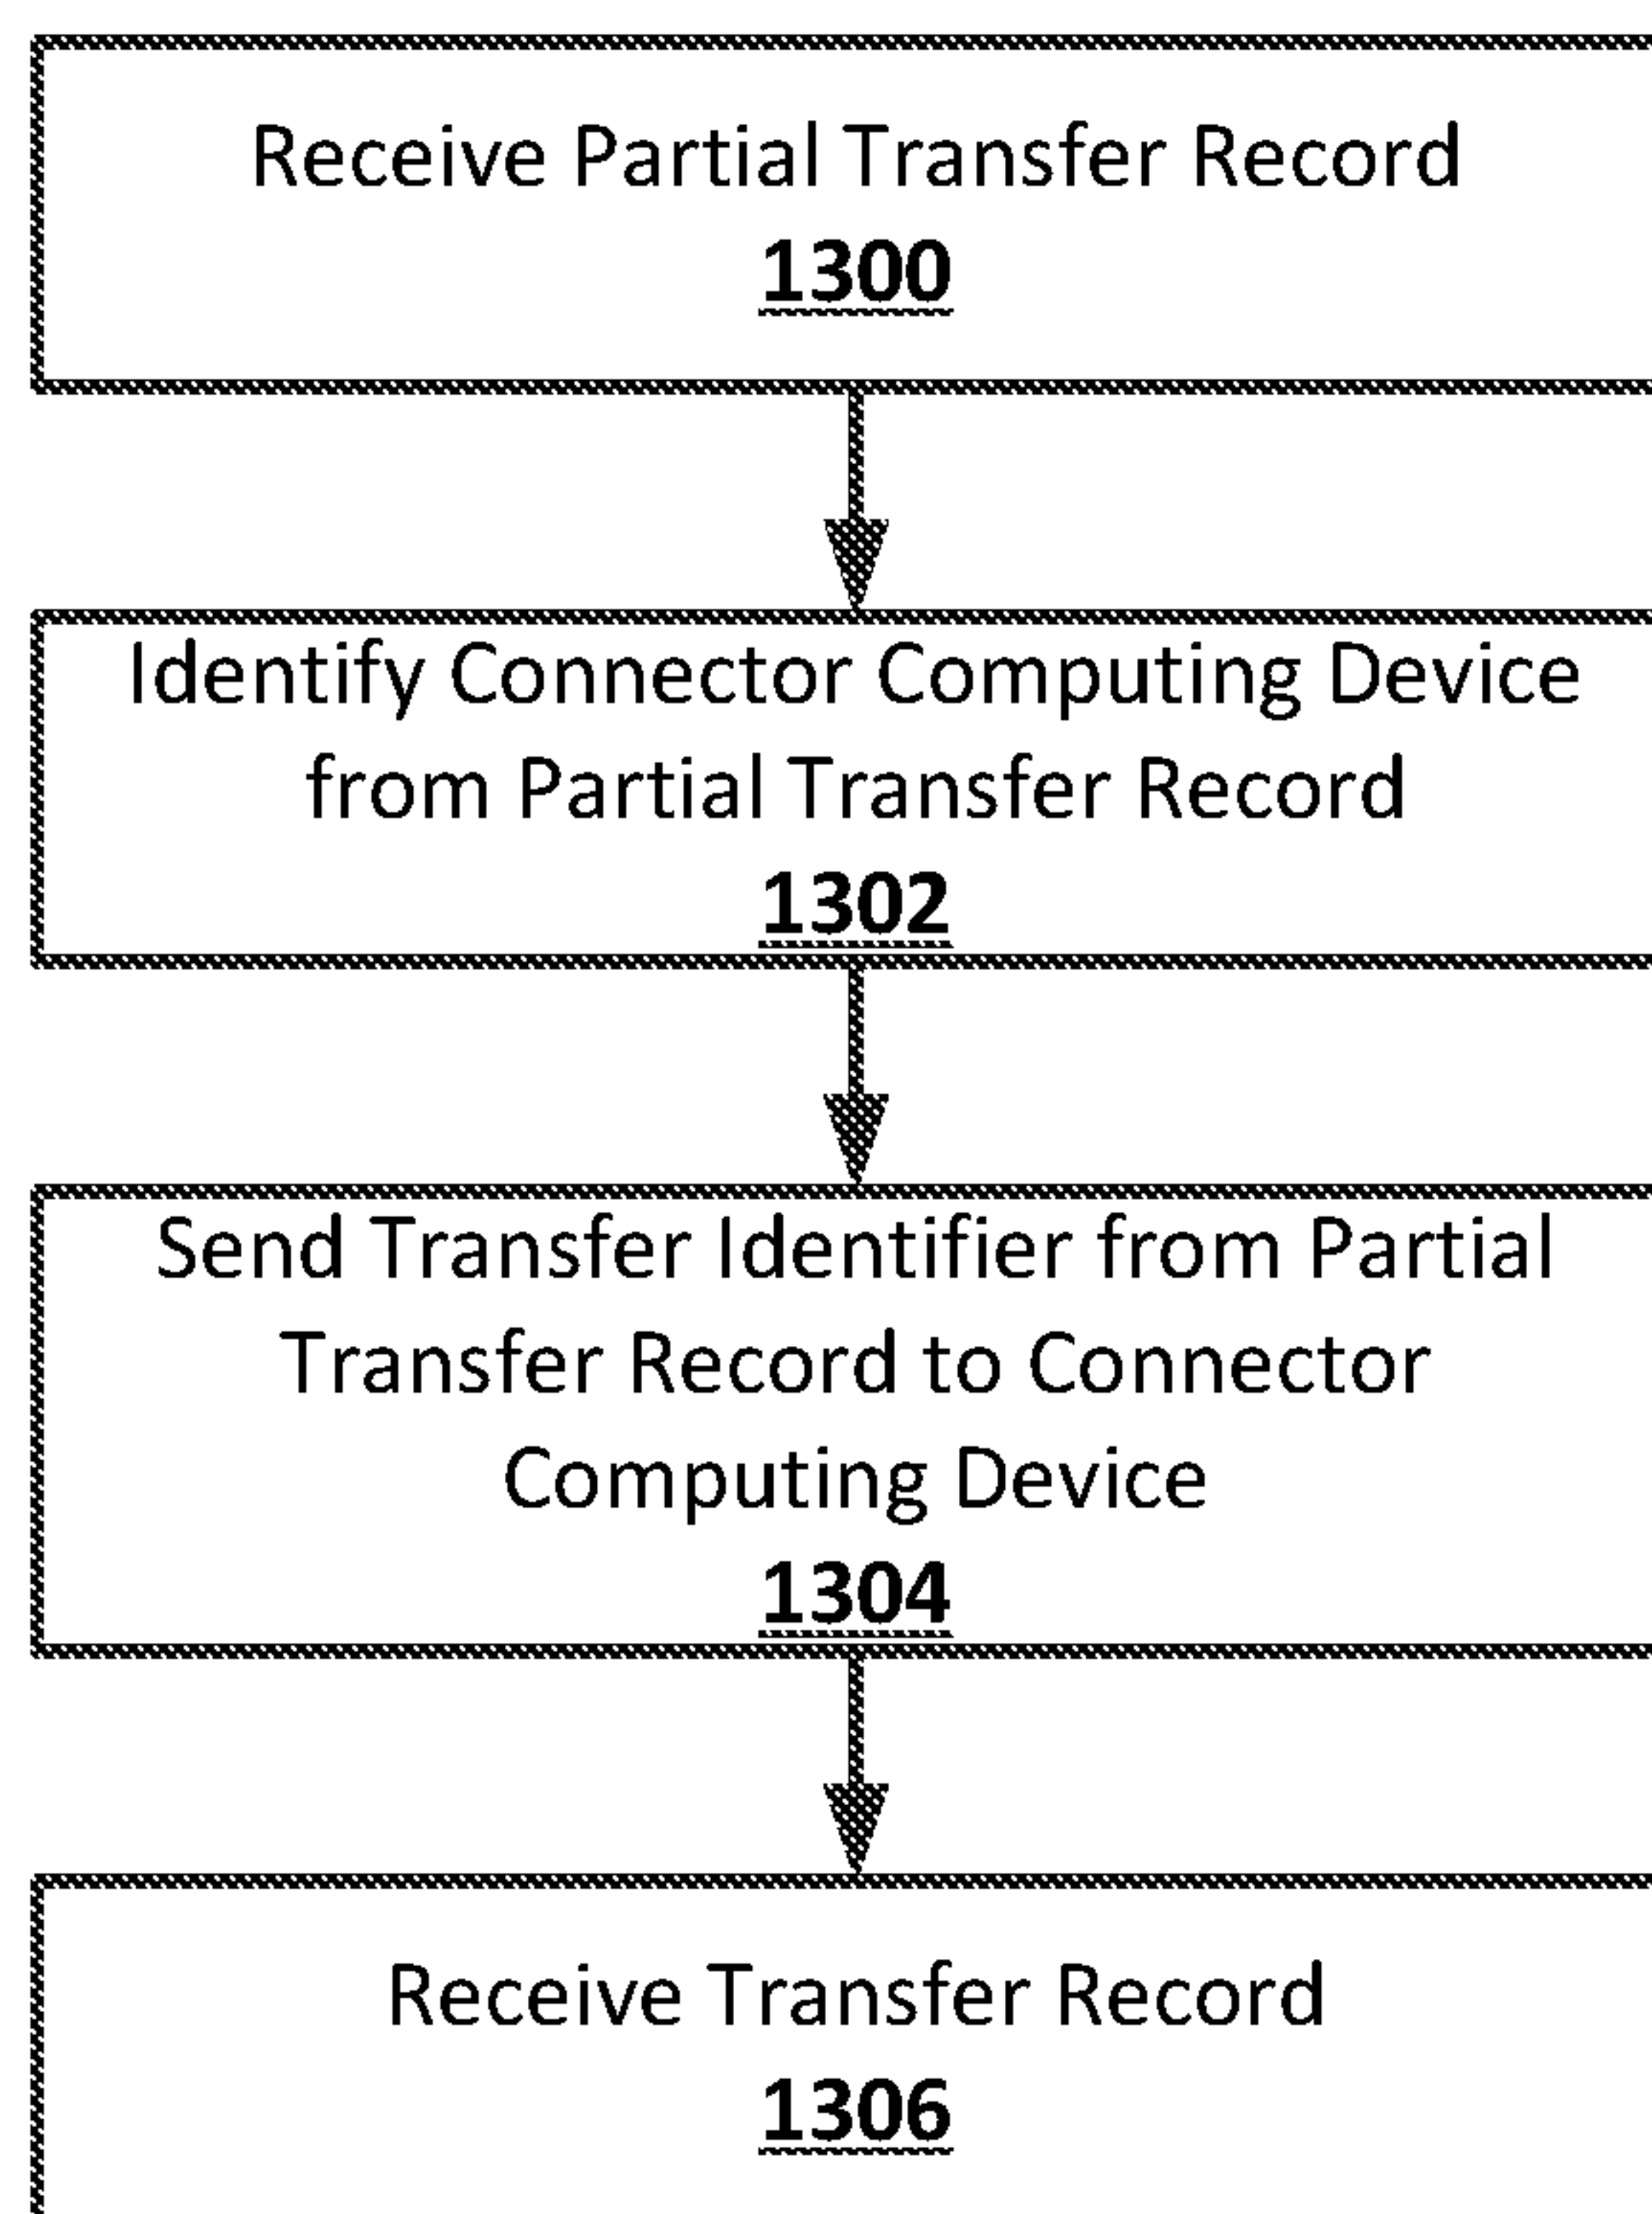 Receive Partial Transfer Record
1300
Identify Connector Computing Device
from Partial Transfer Record
1302
Send Transfer Identifier from Partial
Transfer Record to Connector
Computing Device
1304
Receive Transfer Record
1306